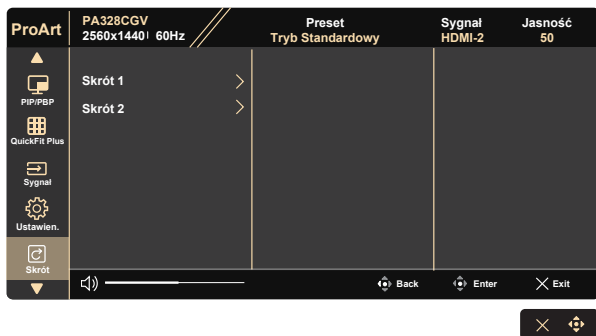 ProArt
PA328CGV
2560x1440 60Hz
Preset
Tryb Standardowy
Sygnał
HDMI-2
Jasność
50
PIP/PBP
QuickFit Plus
Sygnał
Ustawien.
Skrót
Skrót 1
Skrót 2
Back
Enter
Exit